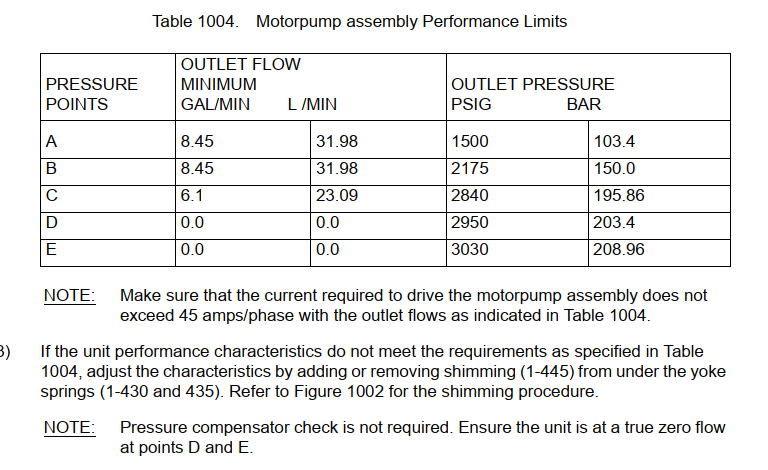 Table 1004. Motorpump assembly Performance Limits
OUTLET FLOW
PRESSURE MINIMUM OUTLET PRESSURE
POINTS GAL/MIN L /MIN PSIG BAR
A 8.45 31.98 1500 103.4
B 8.45 31.98 2175 150.0
C 6.1 23.09 2840 195.86
D 0.0 0.0 2950 203.4
E 0.0 0.0 3030 208.96
NOTE: Make sure that the current required to drive the motorpump assembly does not
exceed 45 amps/phase with the outlet flows as indicated in Table 1004.
3) If the unit performance characteristics do not meet the requirements as specified in Table
1004, adjust the characteristics by adding or removing shimming (1-445) from under the yoke
springs (1-430 and 435). Refer to Figure 1002 for the shimming procedure.
NOTE: Pressure compensator check is not required. Ensure the unit is at a true zero flow
at points D and E.